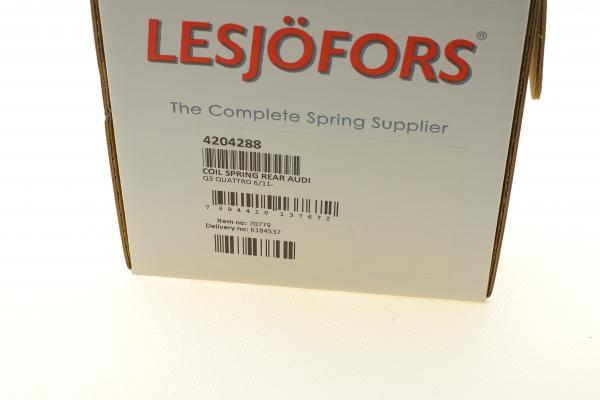 LESJÖFORS®
The Complete Spring Supplier
4204288
COIL SPRING REAR AUDI
Q3 QUATTRO 6/11-
7 394410 137672
Item no: 70779
Delivery no: 6184537